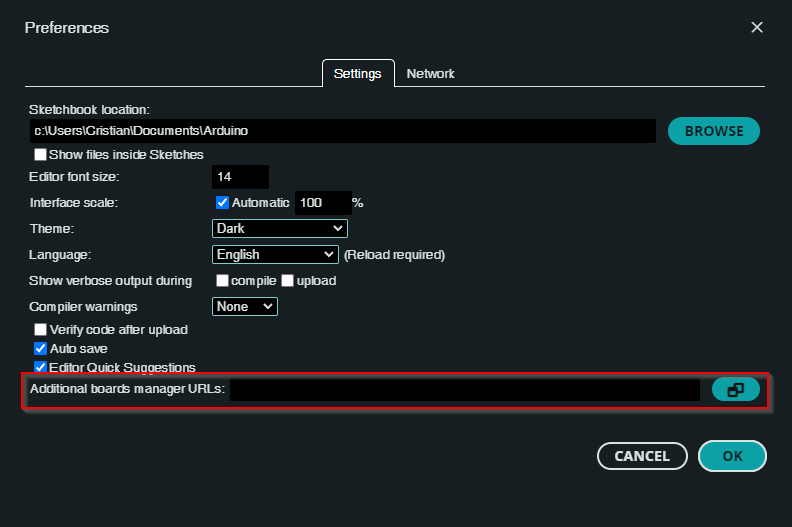 Preferences
Settings Network
Sketchbook location:
c:\Users\Cristian\Documents\Arduino BROWSE
Show files inside Sketches
Editor font size: 14
Interface scale: Automatic 100 %
Theme: Dark
Language: English (Reload required)
Show verbose output during compile upload
Compiler warnings None
Verify code after upload
Auto save
Editor Quick Suggestions
Additional boards manager URLs:
CANCEL OK